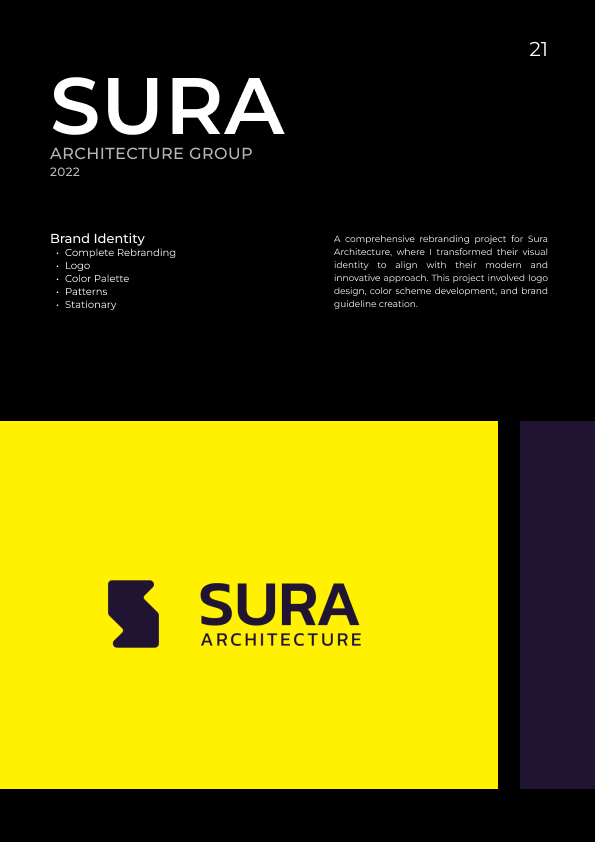 21
SURA
ARCHITECTURE GROUP
2022
Brand Identity
• Complete Rebranding
• Logo
• Color Palette
• Patterns
• Stationary
A comprehensive rebranding project for Sura
Architecture, where I transformed their visual
identity to align with their modern and
innovative approach. This project involved logo
design, color scheme development, and brand
guideline creation.
SURA
ARCHITECTURE